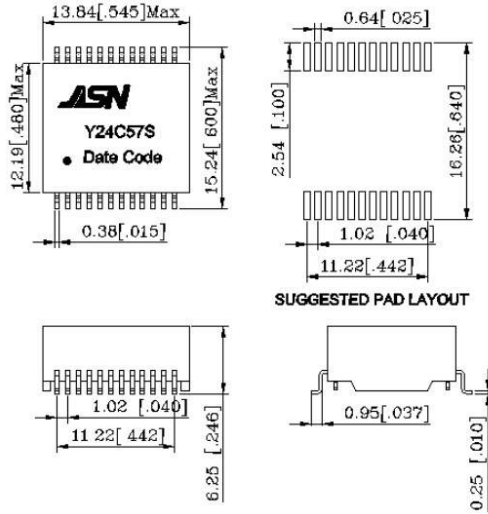 13.84[.545]Max
0.64[ 025]
JSN
Y24C57S
Date Code
12.19[.480]Max
15.24[ 600]Max
2.54 [.100]
16.26[.640]
0.38[.015]
1.02 [.040]
11.22[.442]
SUGGESTED PAD LAYOUT
1.02 [.040]
11 22[ 442]
6.25 [.246]
0.95[.037]
0.25 [.010]